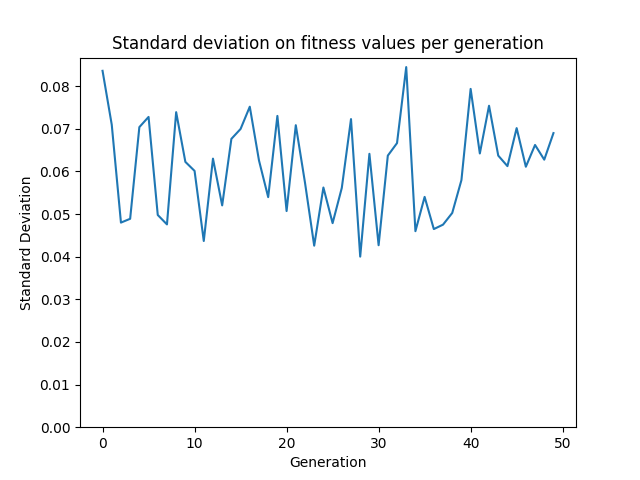 Standard deviation on fitness values per generation
0.08
0.07
0.06
0.05
0.04
0.03
0.02
0.01
0.00
Standard Deviation
0 10 20 30 40 50
Generation